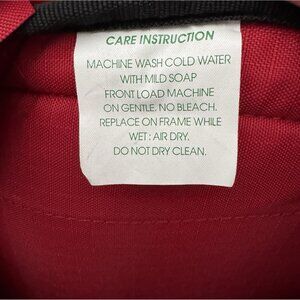 CARE INSTRUCTION
MACHINE WASH COLD WATER
WITH MILD SOAP
FRONT LOAD MACHINE
ON GENTLE. NO BLEACH.
REPLACE ON FRAME WHILE
WET : AIR DRY.
DO NOT DRY CLEAN.